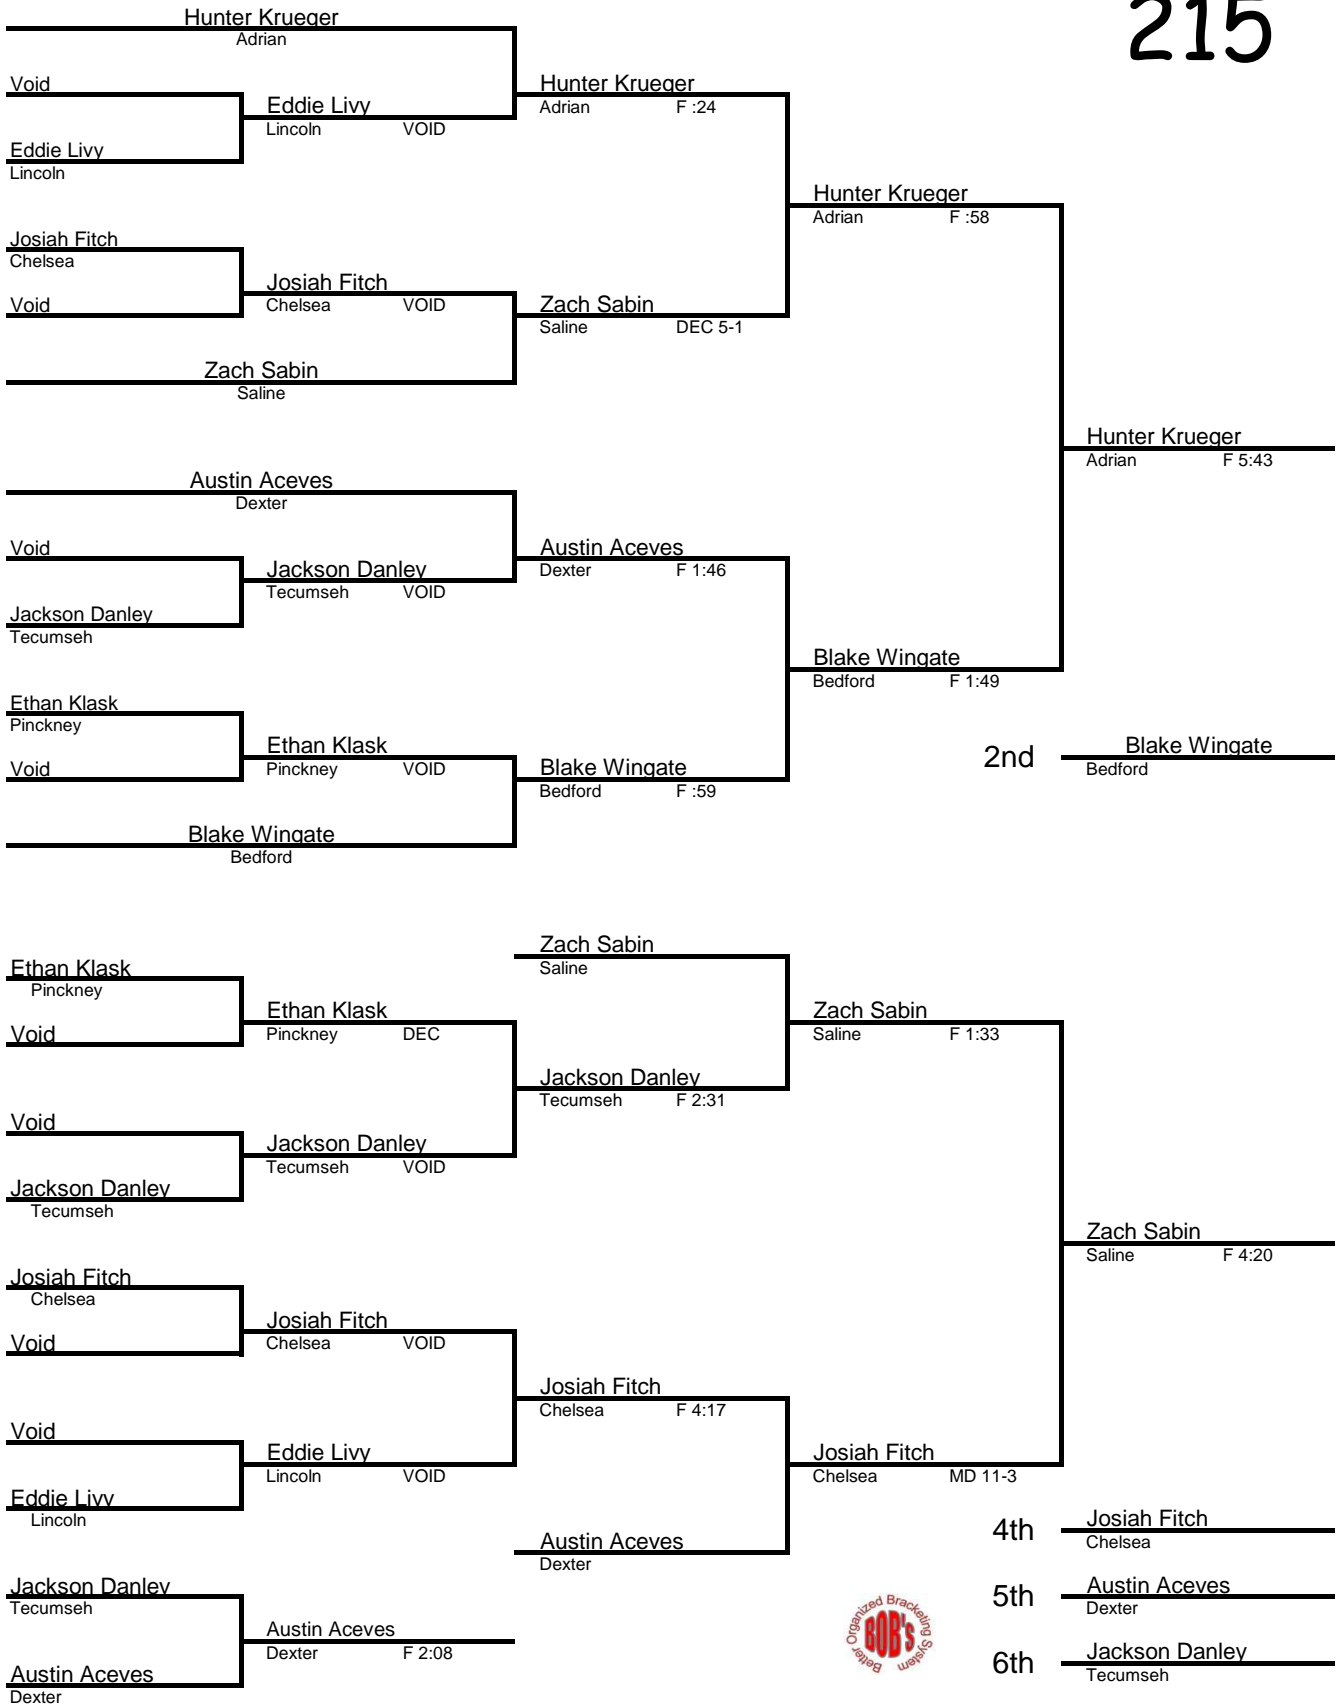 215
Hunter Krueger
Adrian
Void
Eddie Livy
Lincoln VOID
Eddie Livy
Lincoln
Hunter Krueger
Adrian F :24
Josiah Fitch
Chelsea
Josiah Fitch
Chelsea VOID
Void
Zach Sabin
Saline DEC 5-1
Zach Sabin
Saline
Hunter Krueger
Adrian F :58
Hunter Krueger
Adrian F 5:43
Austin Aceves
Dexter
Void
Jackson Danley
Tecumseh VOID
Jackson Danley
Tecumseh
Austin Aceves
Dexter F 1:46
Ethan Klask
Pinckney
Ethan Klask
Pinckney VOID
Void
Blake Wingate
Bedford F :59
Blake Wingate
Bedford
Blake Wingate
Bedford F 1:49
2nd Blake Wingate
Bedford
Zach Sabin
Saline
Ethan Klask
Pinckney
Ethan Klask
Pinckney DEC
Void
Zach Sabin
Saline F 1:33
Jackson Danley
Tecumseh F 2:31
Void
Jackson Danley
Tecumseh VOID
Jackson Danley
Tecumseh
Zach Sabin
Saline F 4:20
Josiah Fitch
Chelsea
Josiah Fitch
Chelsea VOID
Void
Josiah Fitch
Chelsea F 4:17
Void
Eddie Livy
Lincoln VOID
Eddie Livy
Lincoln
Josiah Fitch
Chelsea MD 11-3
Austin Aceves
Dexter
4th Josiah Fitch
Chelsea
Jackson Danley
Tecumseh
Austin Aceves
Dexter F 2:08
Austin Aceves
Dexter
5th Austin Aceves
Dexter
6th Jackson Danley
Tecumseh
BOB'S
Better Organized Bracketing System